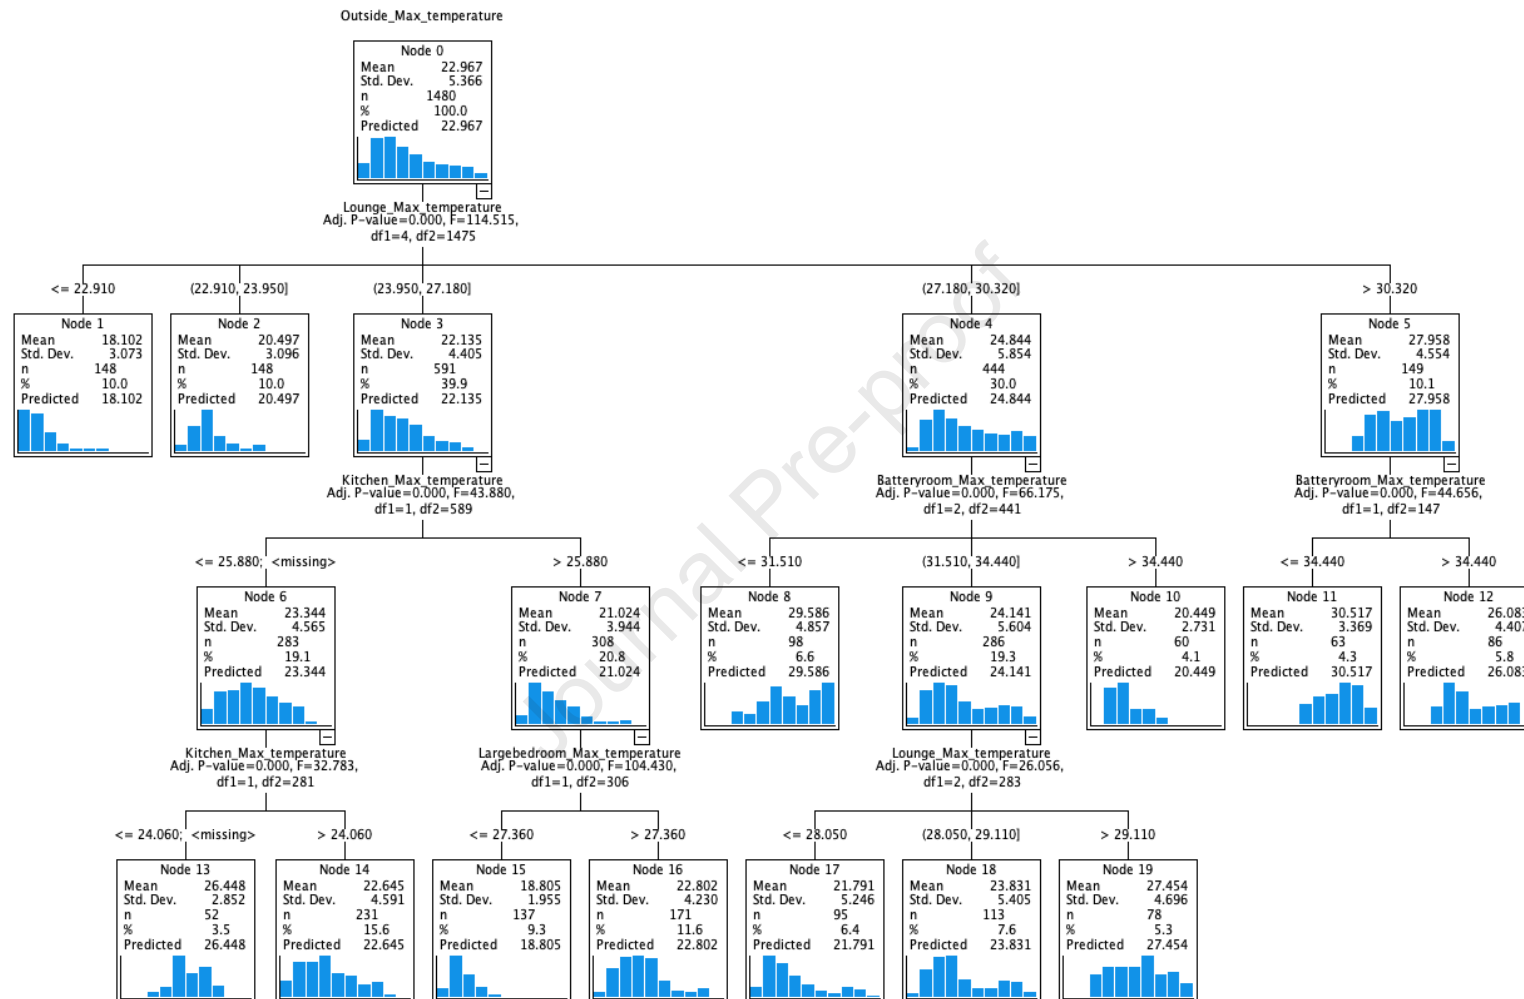 Outside_Max_temperature
Node 0
Mean 22.967
Std. Dev. 5.366
n 1480
% 100.0
Predicted 22.967
Lounge_Max_temperature
Adj. P-value=0.000, F=114.515,
df1=4, df2=1475
<= 22.910
(22.910, 23.950]
(23.950, 27.180]
(27.180, 30.320]
> 30.320
Node 1
Mean 18.102
Std. Dev. 3.073
n 148
% 10.0
Predicted 18.102
Node 2
Mean 20.497
Std. Dev. 3.096
n 148
% 10.0
Predicted 20.497
Node 3
Mean 22.135
Std. Dev. 4.405
n 591
% 39.9
Predicted 22.135
Node 4
Mean 24.844
Std. Dev. 5.854
n 444
% 30.0
Predicted 24.844
Node 5
Mean 27.958
Std. Dev. 4.554
n 149
% 10.1
Predicted 27.958
Kitchen_Max_temperature
Adj. P-value=0.000, F=43.880,
df1=1, df2=589
Batteryroom_Max_temperature
Adj. P-value=0.000, F=66.175,
df1=2, df2=441
Batteryroom_Max_temperature
Adj. P-value=0.000, F=44.656,
df1=1, df2=147
<= 25.880; <missing>
> 25.880
<= 31.510
(31.510, 34.440]
> 34.440
<= 34.440
> 34.440
Node 6
Mean 23.344
Std. Dev. 4.565
n 283
% 19.1
Predicted 23.344
Node 7
Mean 21.024
Std. Dev. 3.944
n 308
% 20.8
Predicted 21.024
Node 8
Mean 29.586
Std. Dev. 4.857
n 98
% 6.6
Predicted 29.586
Node 9
Mean 24.141
Std. Dev. 5.604
n 286
% 19.3
Predicted 24.141
Node 10
Mean 20.449
Std. Dev. 2.731
n 60
% 4.1
Predicted 20.449
Node 11
Mean 30.517
Std. Dev. 3.369
n 63
% 4.3
Predicted 30.517
Node 12
Mean 26.083
Std. Dev. 4.407
n 86
% 5.8
Predicted 26.083
Kitchen_Max_temperature
Adj. P-value=0.000, F=32.783,
df1=1, df2=281
Largebedroom_Max_temperature
Adj. P-value=0.000, F=104.430,
df1=1, df2=306
Lounge_Max_temperature
Adj. P-value=0.000, F=26.056,
df1=2, df2=283
<= 24.060; <missing>
> 24.060
<= 27.360
> 27.360
<= 28.050
(28.050, 29.110]
> 29.110
Node 13
Mean 26.448
Std. Dev. 2.852
n 52
% 3.5
Predicted 26.448
Node 14
Mean 22.645
Std. Dev. 4.591
n 231
% 15.6
Predicted 22.645
Node 15
Mean 18.805
Std. Dev. 1.955
n 137
% 9.3
Predicted 18.805
Node 16
Mean 22.802
Std. Dev. 4.230
n 171
% 11.6
Predicted 22.802
Node 17
Mean 21.791
Std. Dev. 5.246
n 95
% 6.4
Predicted 21.791
Node 18
Mean 23.831
Std. Dev. 5.405
n 113
% 7.6
Predicted 23.831
Node 19
Mean 27.454
Std. Dev. 4.696
n 78
% 5.3
Predicted 27.454
Journal Pre-proof